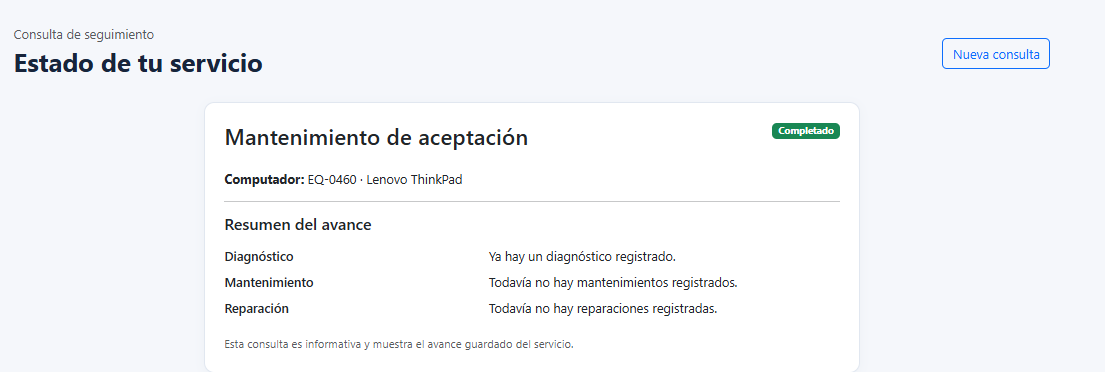 Consulta de seguimiento
Estado de tu servicio
Nueva consulta
Mantenimiento de aceptación
Completado
Computador: EQ-0460 · Lenovo ThinkPad
Resumen del avance
Diagnóstico Ya hay un diagnóstico registrado.
Mantenimiento Todavía no hay mantenimientos registrados.
Reparación Todavía no hay reparaciones registradas.
Esta consulta es informativa y muestra el avance guardado del servicio.